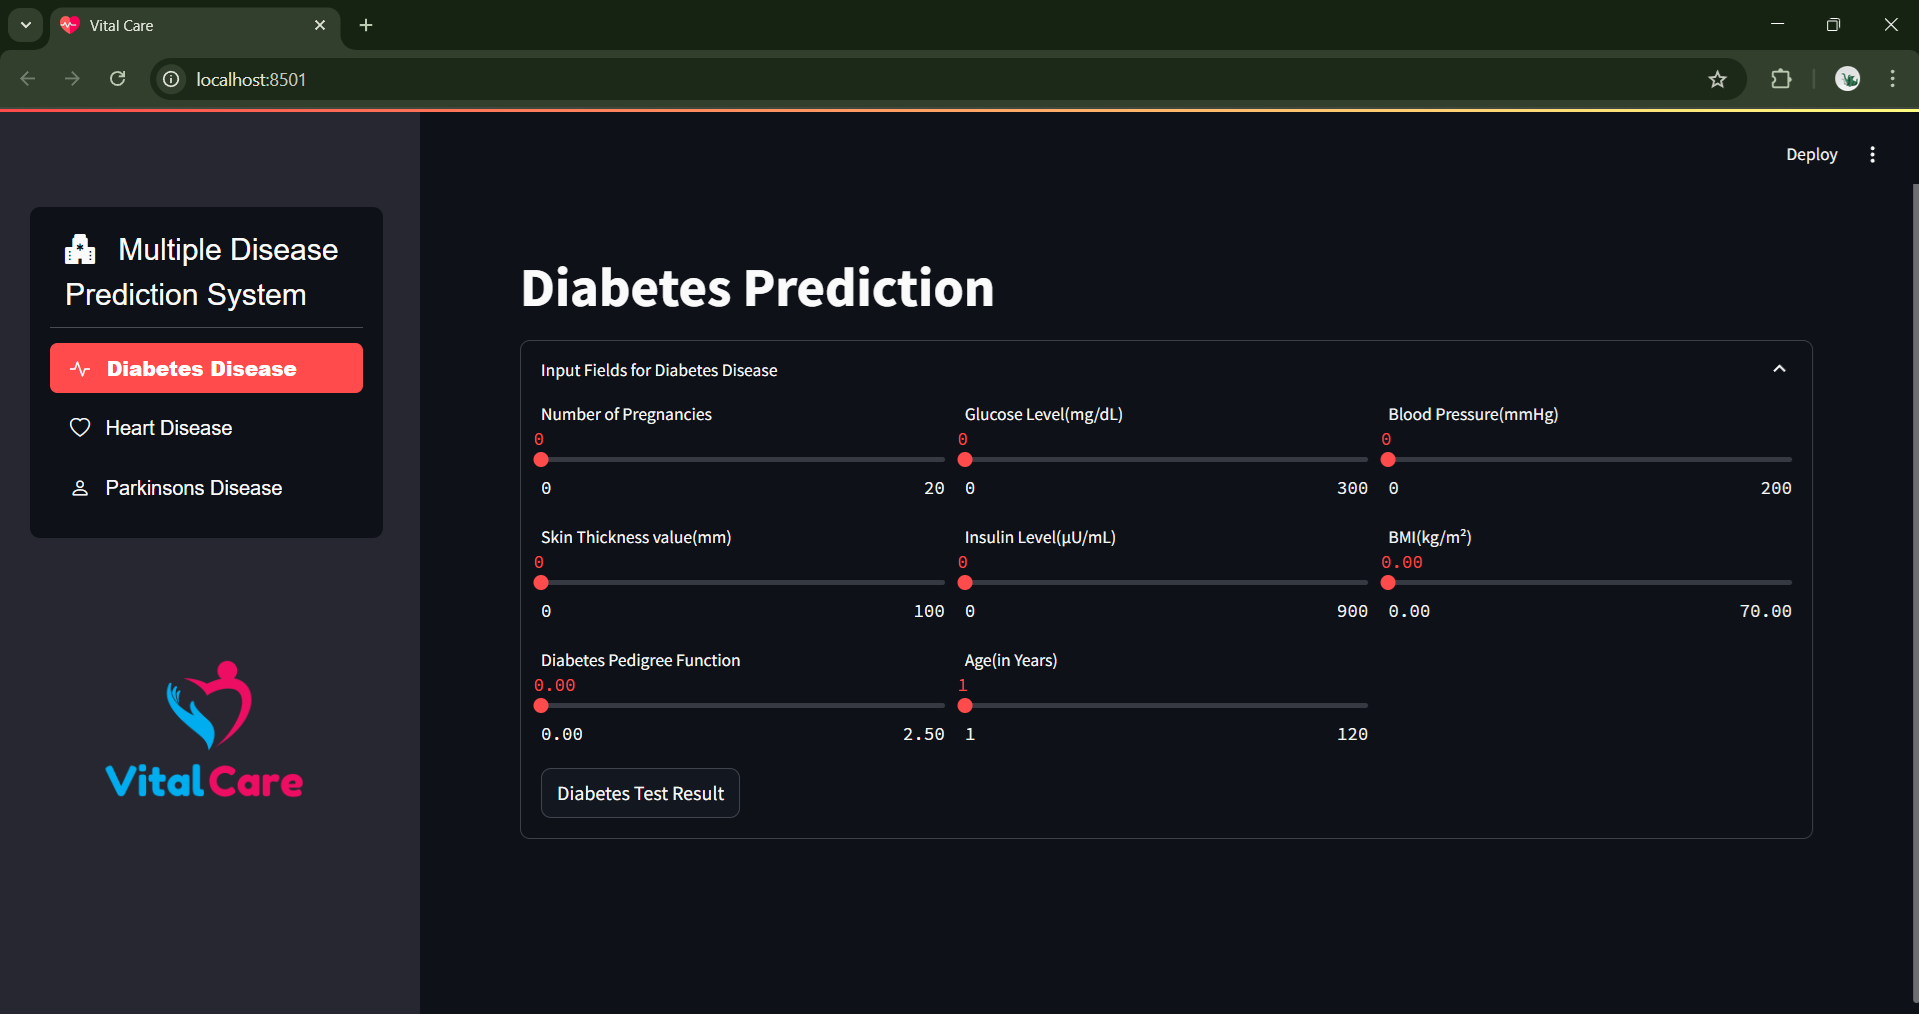 Vital Care
localhost:8501
Deploy
Multiple Disease
Prediction System
Diabetes Disease
Heart Disease
Parkinsons Disease
Vital Care
Diabetes Prediction
Input Fields for Diabetes Disease
Number of Pregnancies Glucose Level(mg/dL) Blood Pressure(mmHg)
0 0 0
0 20 0 300 0 200
Skin Thickness value(mm) Insulin Level(μU/mL) BMI(kg/m²)
0 0 0.00
0 100 0 900 0.00 70.00
Diabetes Pedigree Function Age(in Years)
0.00 1
0.00 2.50 1 120
Diabetes Test Result